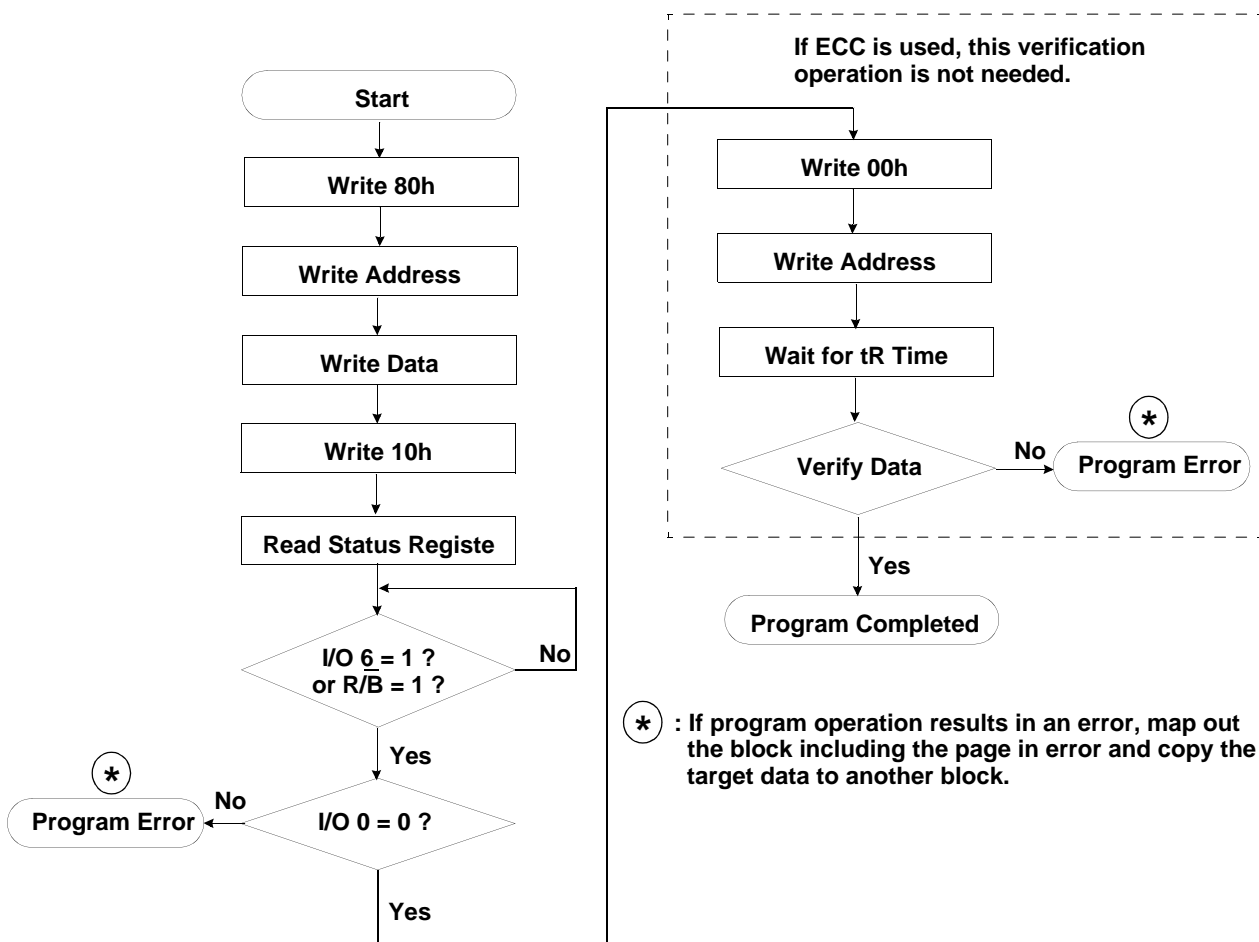 Start
Write 80h
Write Address
Write Data
Write 10h
Read Status Registe
I/O 6 = 1 ?
or R/B̅ = 1 ?
No
Yes
*
No
Program Error
I/O 0 = 0 ?
Yes
If ECC is used, this verification
operation is not needed.
Write 00h
Write Address
Wait for tR Time
*
Verify Data
No
Program Error
Yes
Program Completed
* : If program operation results in an error, map out
the block including the page in error and copy the
target data to another block.